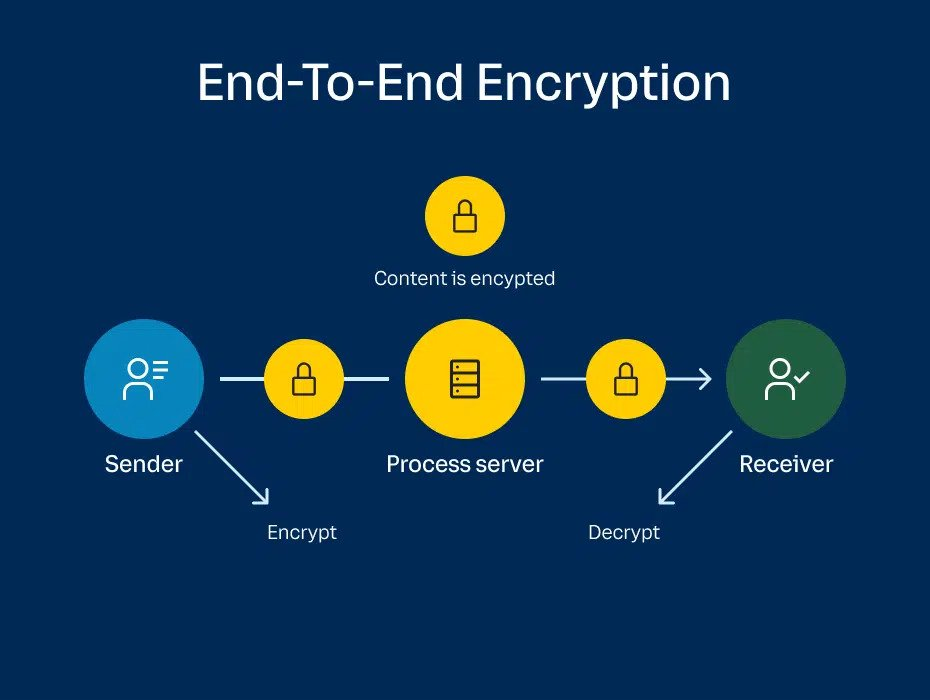 End-To-End Encryption
Content is encypted
Sender
Process server
Receiver
Encrypt
Decrypt